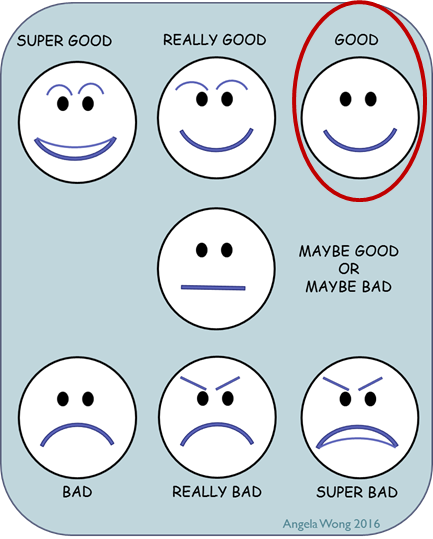 SUPER GOOD
REALLY GOOD
GOOD
MAYBE GOOD
OR
MAYBE BAD
BAD
REALLY BAD
SUPER BAD
Angela Wong 2016